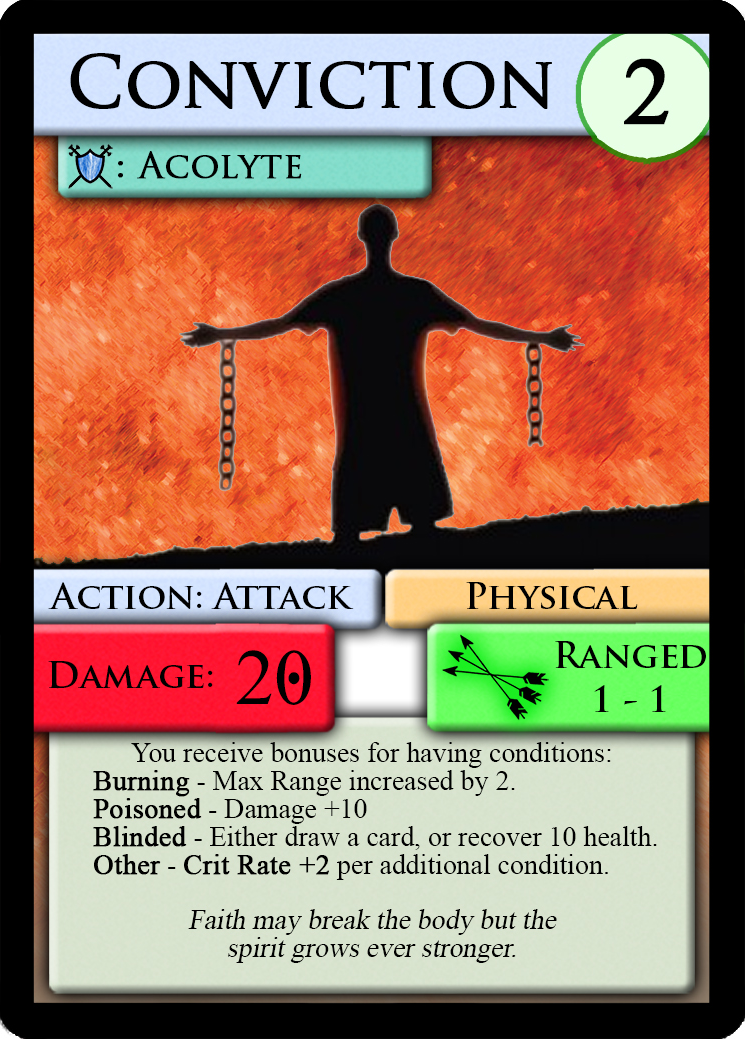 CONVICTION
2
: ACOLYTE
ACTION: ATTACK
PHYSICAL
DAMAGE: 20
RANGED
1 - 1
You receive bonuses for having conditions:
Burning - Max Range increased by 2.
Poisoned - Damage +10
Blinded - Either draw a card, or recover 10 health.
Other - Crit Rate +2 per additional condition.
Faith may break the body but the
spirit grows ever stronger.